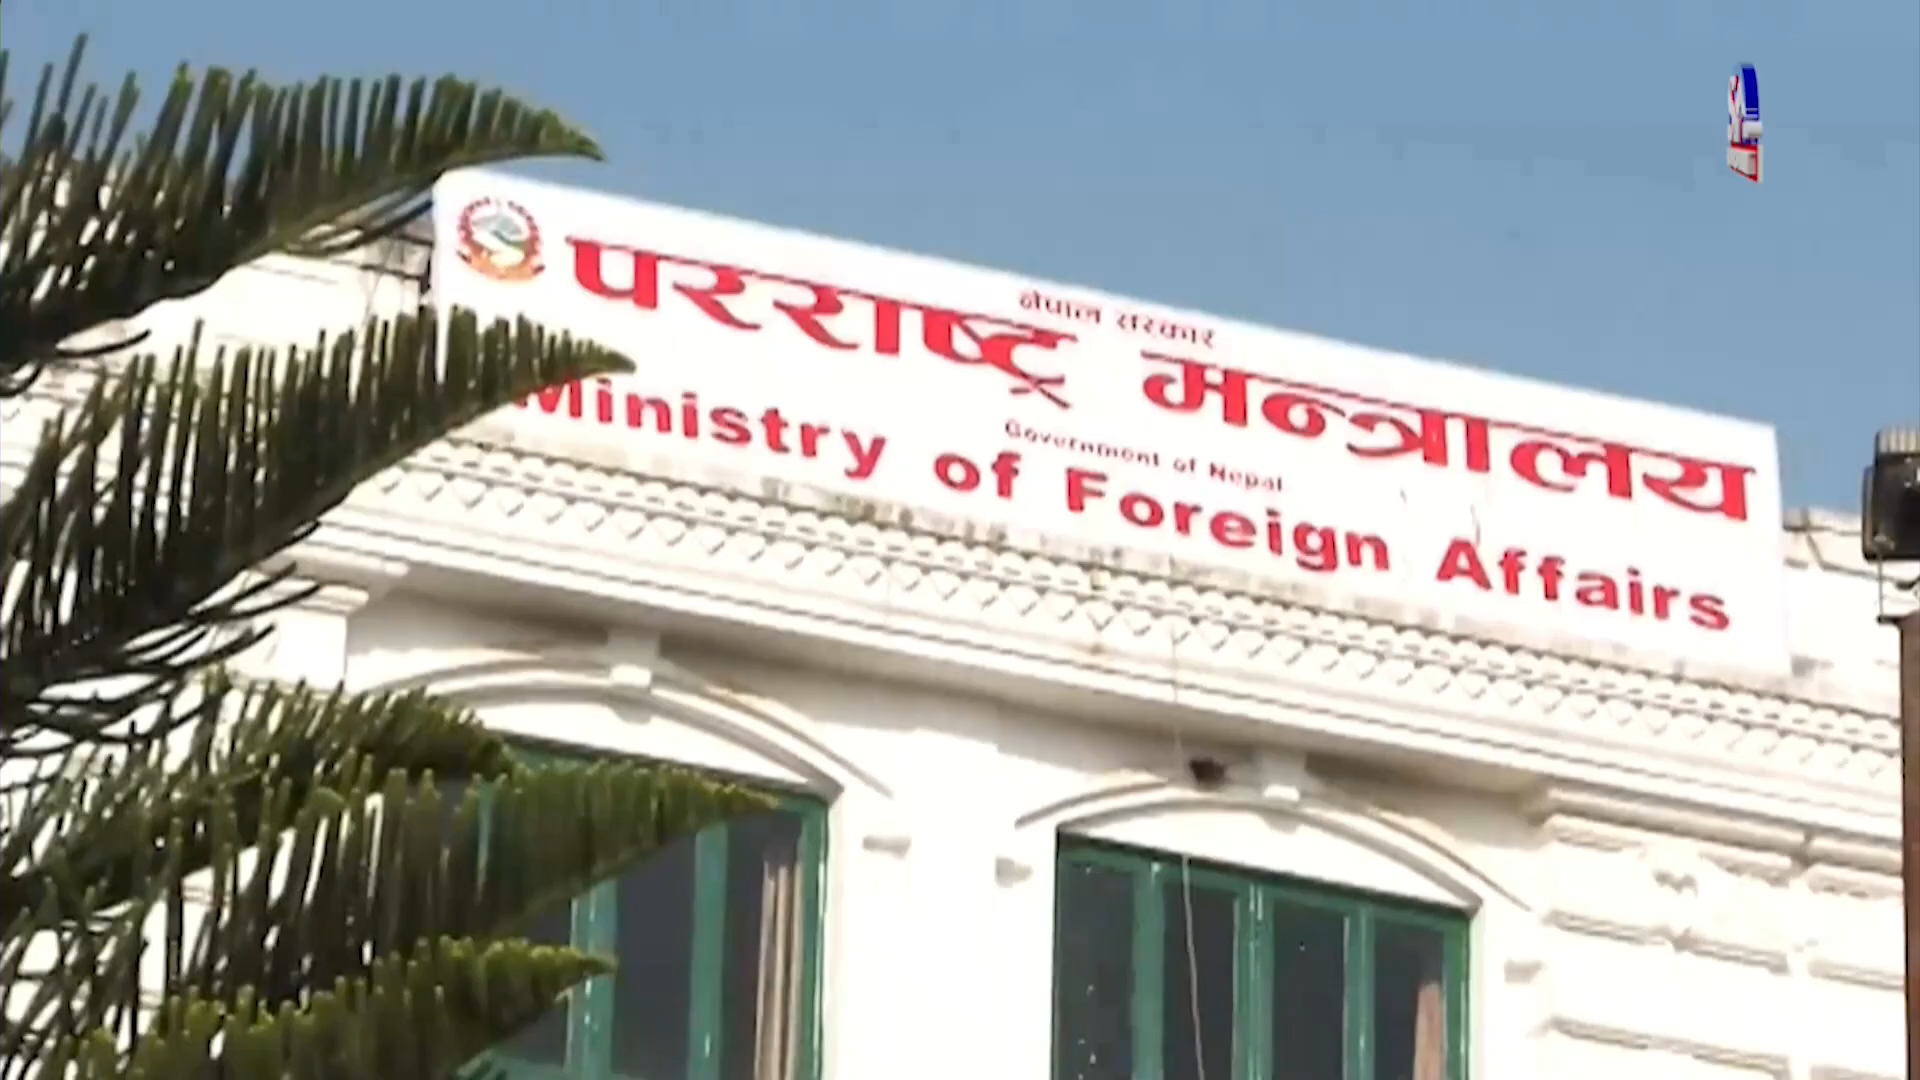 नेपाल सरकार
परराष्ट्र मन्त्रालय
Government of Nepal
Ministry of Foreign Affairs